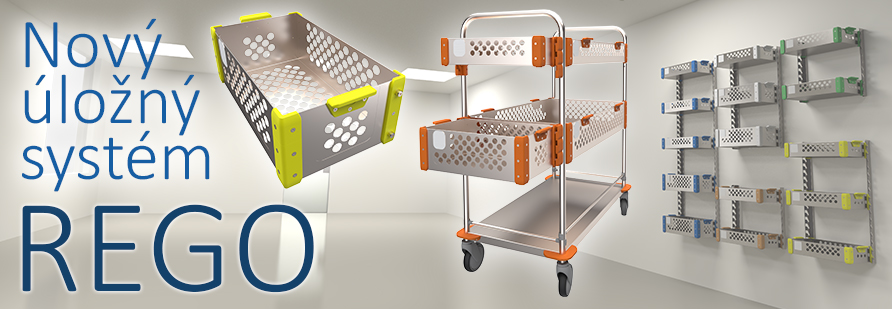 Nový
úložný
systém
REGO